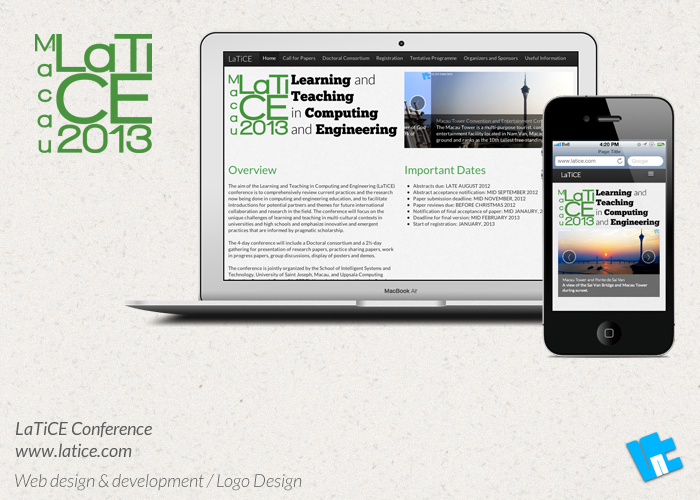 Macau
LaTi
CE
2013
LaTiCE Home Call for Papers Doctoral Consortium Registration Tentative Programme Organizers and Sponsors Useful Information
Macau
LaTi
CE
2013
Learning and
Teaching
in Computing
and Engineering
Macau Tower Convention and Entertainment
The Macau Tower is a multi-purpose tourist
entertainment facility located in Nam Van, Macau
ground and ranks as the 10th tallest free-standing
Overview
The aim of the Learning and Teaching in Computing and Engineering (LaTiCE)
conference is to comprehensively review current practices and the research
now being done in computing and engineering education, and to facilitate
introductions for potential partners and themes for future international
collaboration and research in the field. The conference will focus on the
unique challenges of learning and teaching in multi-cultural contexts in
universities and high schools and emphasize innovative and emergent
practices that are informed by pragmatic scholarship.
The 4-day conference will include a Doctoral consortium and a 2½-day
gathering for presentation of research papers, practice sharing papers, work
in progress papers, group discussions, display of posters and demos.
The conference is jointly organized by the School of Intelligent Systems and
Technology, University of Saint Joseph, Macau, and Uppsala Computing
Important Dates
Abstracts due: LATE AUGUST 2012
Abstract acceptance notification: MID SEPTEMBER 2012
Paper submission deadline: MID NOVEMBER, 2012
Paper reviews due: BEFORE CHRISTMAS 2012
Notification of final acceptance of paper: MID JANAURY,
Deadline for final version: MID FEBRUARY 2013
Start of registration: JANUARY, 2013
MacBook Air
Bell 4:20 PM
Page Title
www.latice.com Google
LaTiCE
Macau
LaTi
CE
2013
Learning and
Teaching
in Computing
and Engineering
Macau Tower and Ponte de Sai Van
A view of the Sai Van Bridge and Macau Tower
during sunset.
LaTiCE Conference
www.latice.com
Web design & development / Logo Design